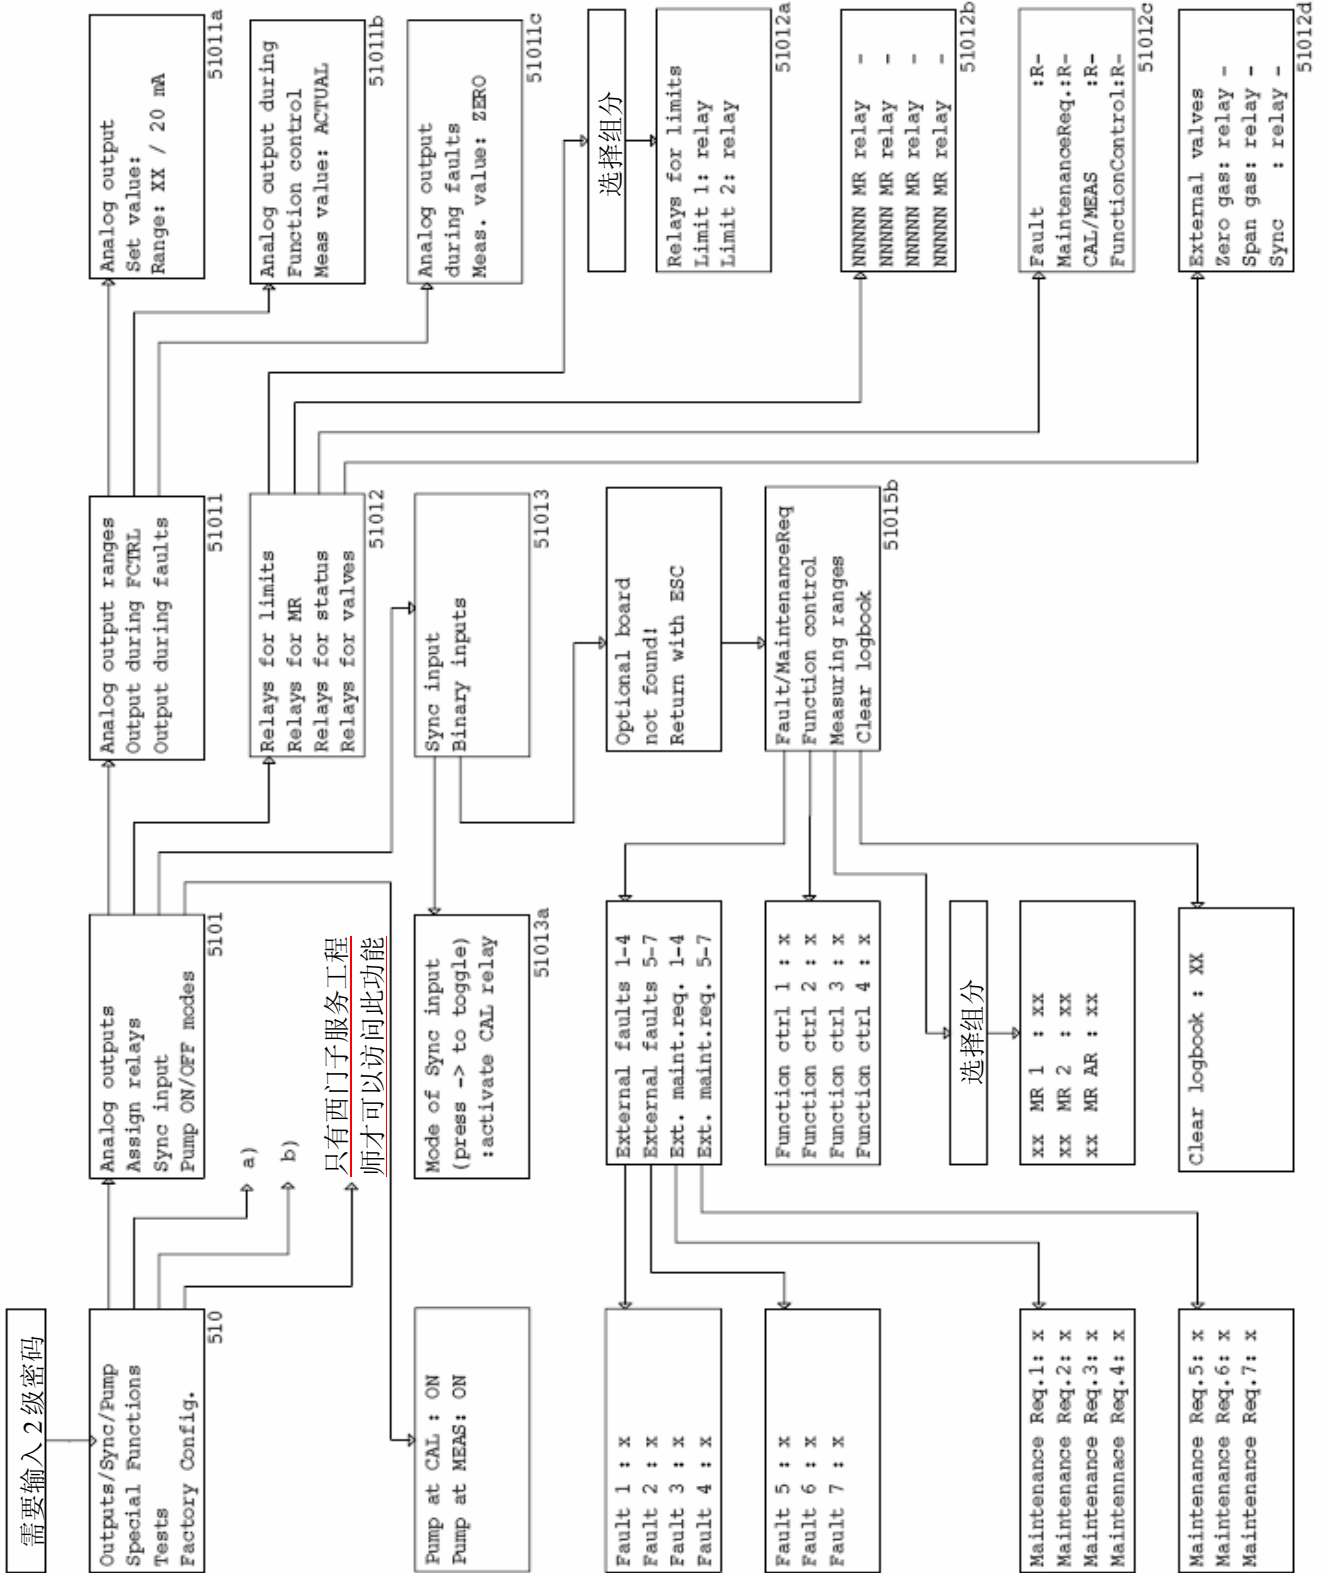 需要输入 2 级密码
Outputs/Sync/Pump
Special Functions
Tests
Factory Config.
510
Analog outputs
Assign relays
Sync input
Pump ON/OFF modes
5101
a)
b)
只有西门子服务工程
师才可以访问此功能
Analog output ranges
Output during FCTRL
Output during faults
51011
Analog output
Set value:
Range: XX / 20 mA
51011a
Analog output during
Function control
Meas value: ACTUAL
51011b
Analog output
during faults
Meas. value: ZERO
51011c
Relays for limits
Relays for MR
Relays for status
Relays for valves
51012
选择组分
Relays for limits
Limit 1: relay
Limit 2: relay
51012a
NNNNN MR relay –
NNNNN MR relay –
NNNNN MR relay –
NNNNN MR relay –
51012b
Fault :R–
MaintenanceReq.:R–
CAL/MEAS :R–
FunctionControl:R–
51012c
External valves
Zero gas: relay –
Span gas: relay –
Sync : relay –
51012d
Sync input
Binary inputs
51013
Mode of Sync input
(press -> to toggle)
:activate CAL relay
51013a
Pump at CAL : ON
Pump at MEAS: ON
Optional board
not found!
Return with ESC
Fault/MaintenanceReq
Function control
Measuring ranges
Clear logbook
51015b
External faults 1-4
External faults 5-7
Ext. maint.req. 1-4
Ext. maint.req. 5-7
Function ctrl 1 : x
Function ctrl 2 : x
Function ctrl 3 : x
Function ctrl 4 : x
选择组分
xx MR 1 : xx
xx MR 2 : xx
xx MR AR : xx
Clear logbook : XX
Fault 1 : x
Fault 2 : x
Fault 3 : x
Fault 4 : x
Fault 5 : x
Fault 6 : x
Fault 7 : x
Maintenance Req.1: x
Maintenance Req.2: x
Maintenance Req.3: x
Maintennace Req.4: x
Maintenance Req.5: x
Maintenance Req.6: x
Maintenance Req.7: x